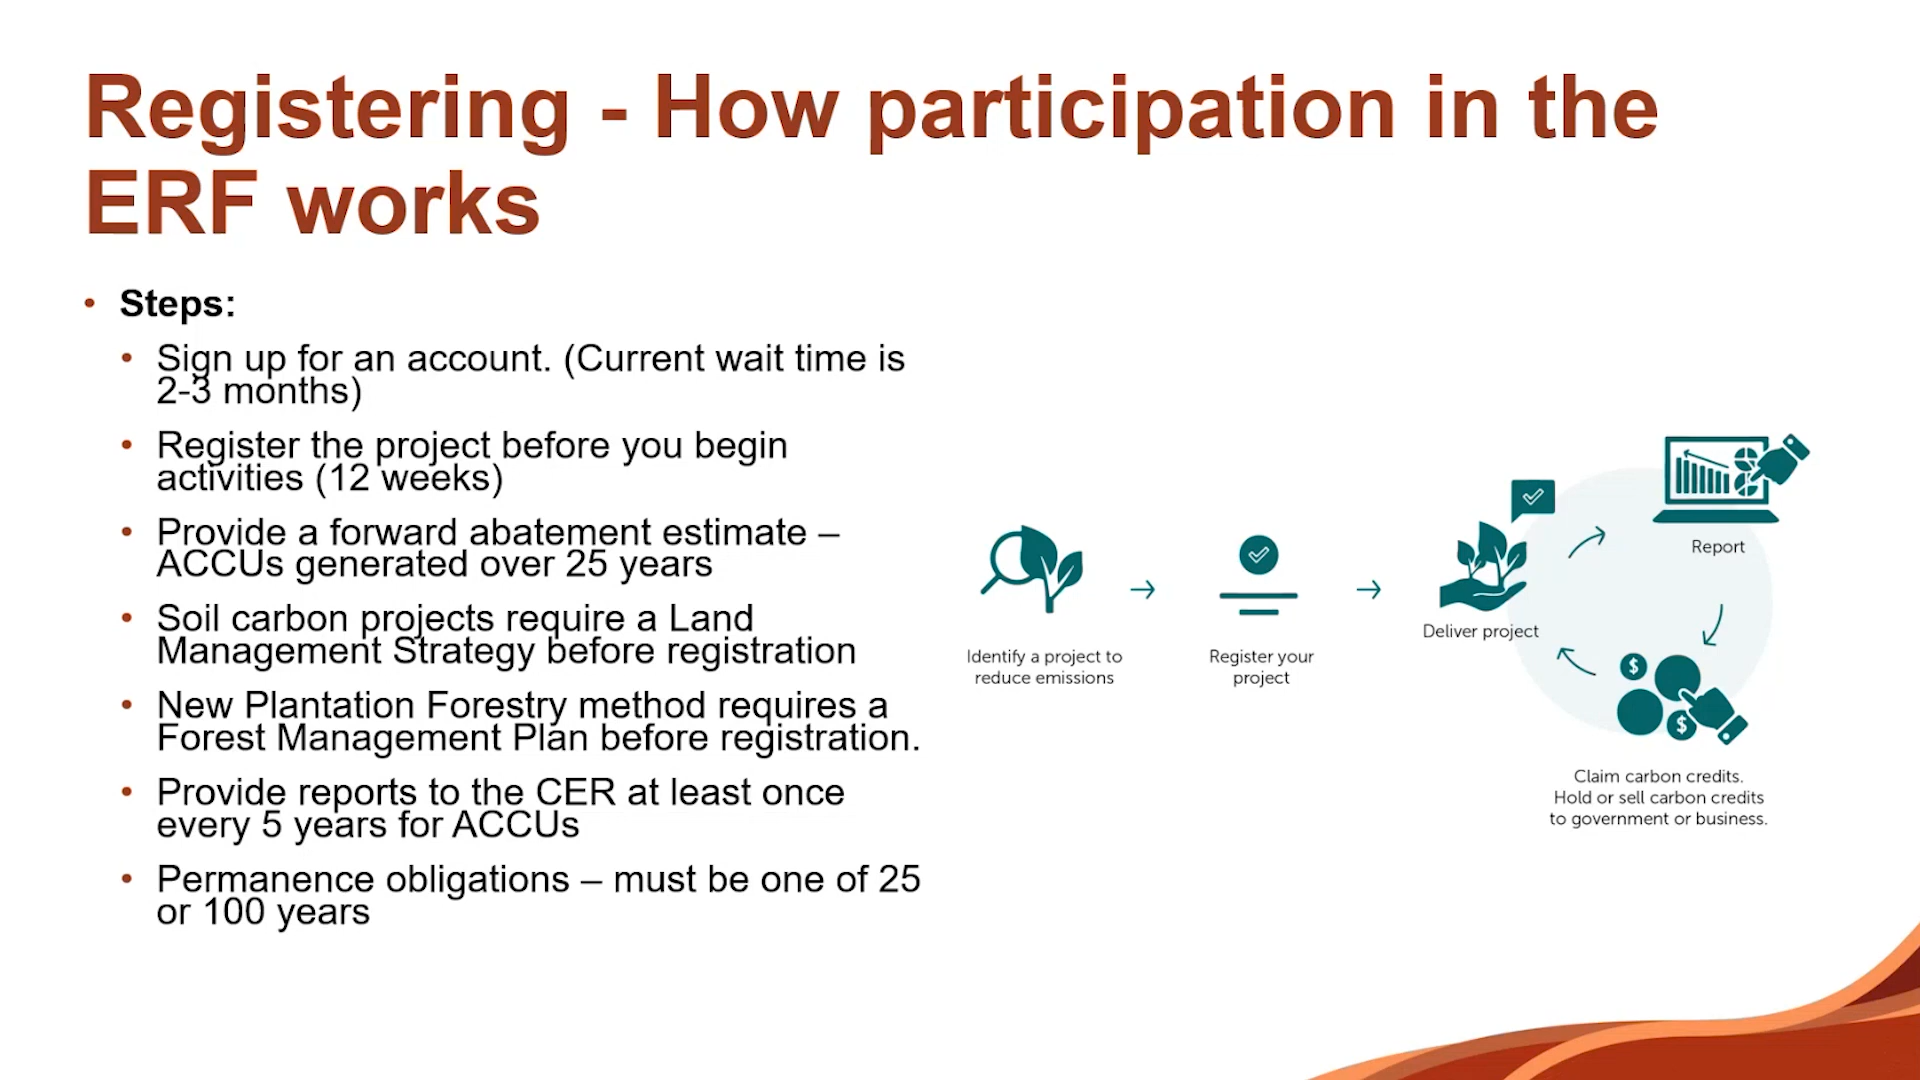 Registering - How participation in the
ERF works
• Steps:
• Sign up for an account. (Current wait time is
2-3 months)
• Register the project before you begin
activities (12 weeks)
• Provide a forward abatement estimate –
ACCUs generated over 25 years
• Soil carbon projects require a Land
Management Strategy before registration
• New Plantation Forestry method requires a
Forest Management Plan before registration.
• Provide reports to the CER at least once
every 5 years for ACCUs
• Permanence obligations – must be one of 25
or 100 years
Identify a project to
reduce emissions
Register your
project
Deliver project
Report
$
$
Claim carbon credits.
Hold or sell carbon credits
to government or business.